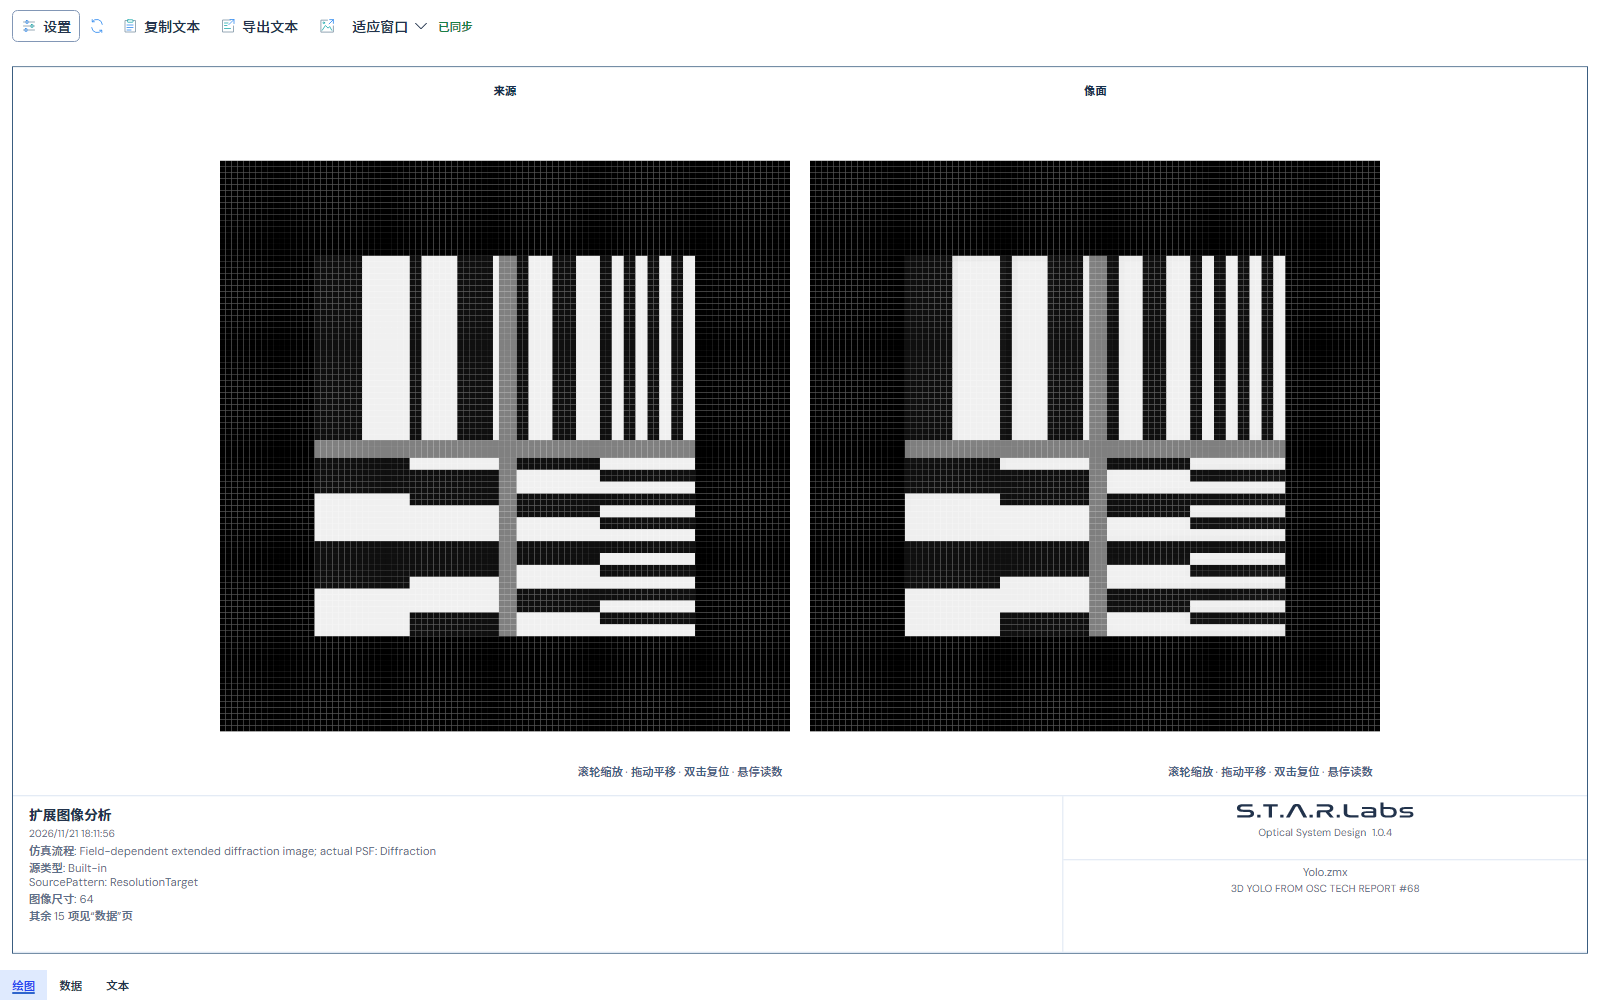 设置
复制文本
导出文本
适应窗口
已同步
来源
像面
滚轮缩放 · 拖动平移 · 双击复位 · 悬停读数
滚轮缩放 · 拖动平移 · 双击复位 · 悬停读数
扩展图像分析
2026/11/21 18:11:56
仿真流程: Field-dependent extended diffraction image; actual PSF: Diffraction
源类型: Built-in
SourcePattern: ResolutionTarget
图像尺寸: 64
其余 15 项见“数据”页
S.T.A.R.Labs
Optical System Design 1.0.4
Yolo.zmx
3D YOLO FROM OSC TECH REPORT #68
绘图
数据
文本